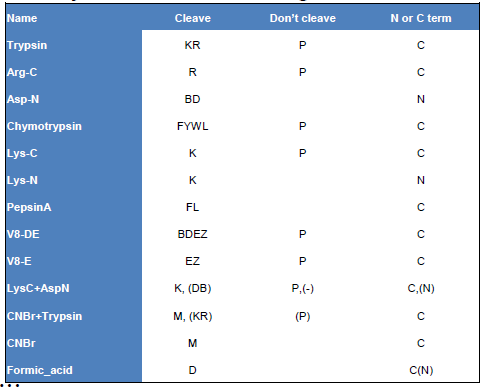 Name Cleave Don't cleave N or C term
Trypsin KR P C
Arg-C R P C
Asp-N BD N
Chymotrypsin FYWL P C
Lys-C K P C
Lys-N K N
PepsinA FL C
V8-DE BDEZ P C
V8-E EZ P C
LysC+AspN K, (DB) P,(-) C,(N)
CNBr+Trypsin M, (KR) (P) C
CNBr M C
Formic_acid D C(N)
...